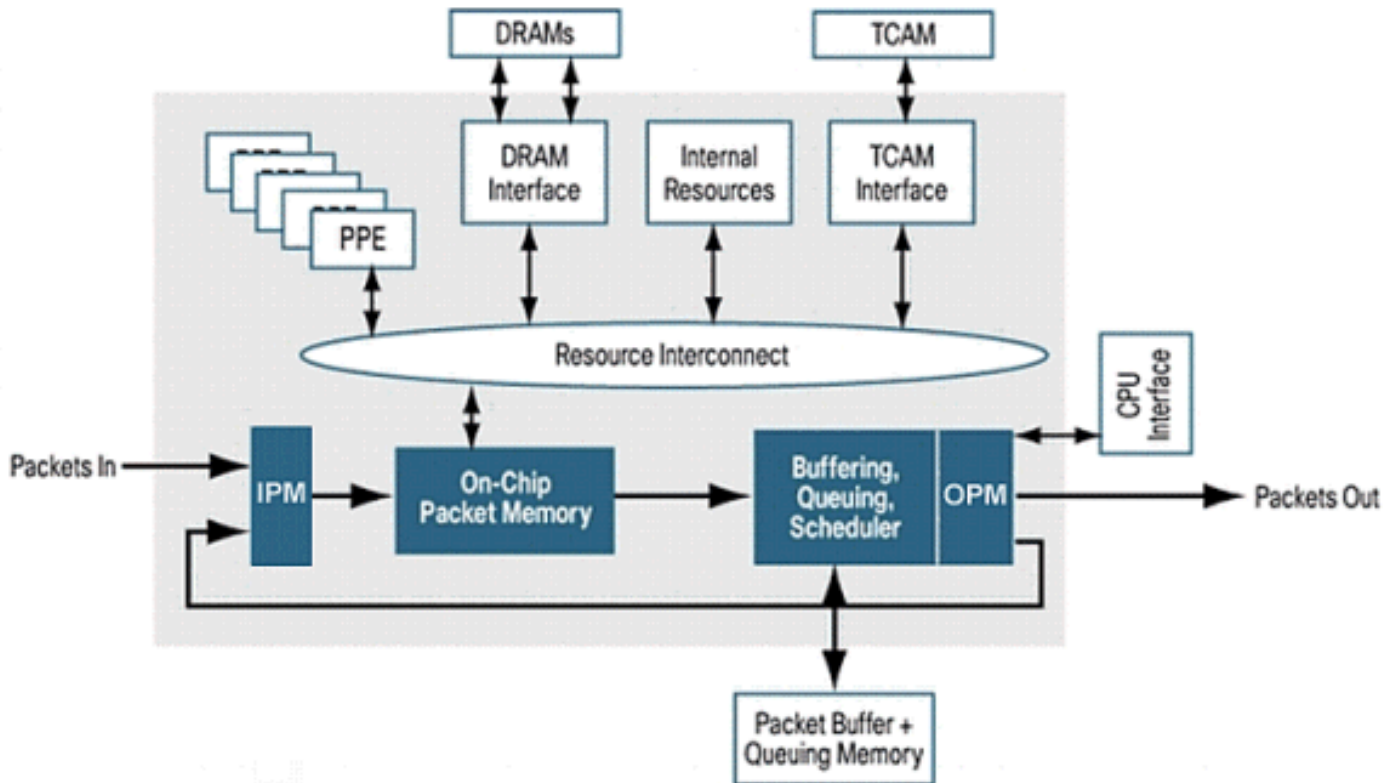 DRAMs
TCAM
DRAM
Interface
Internal
Resources
TCAM
Interface
PPE
Resource Interconnect
CPU
Interface
Packets In
IPM
On-Chip
Packet Memory
Buffering,
Queuing,
Scheduler
OPM
Packets Out
Packet Buffer +
Queuing Memory